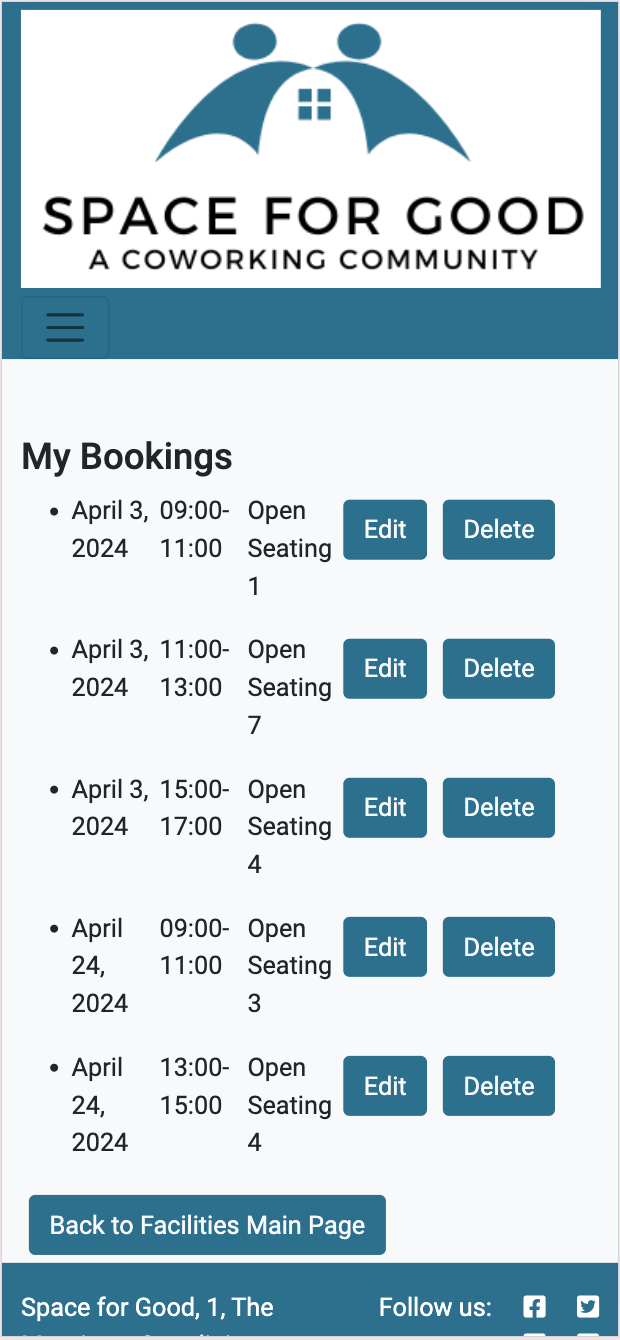 SPACE FOR GOOD
A COWORKING COMMUNITY
My Bookings
April 3, 09:00- Open Edit Delete
2024 11:00 Seating
1
April 3, 11:00- Open Edit Delete
2024 13:00 Seating
7
April 3, 15:00- Open Edit Delete
2024 17:00 Seating
4
April 09:00- Open Edit Delete
24, 11:00 Seating
2024 3
April 13:00- Open Edit Delete
24, 15:00 Seating
2024 4
Back to Facilities Main Page
Space for Good, 1, The Follow us: